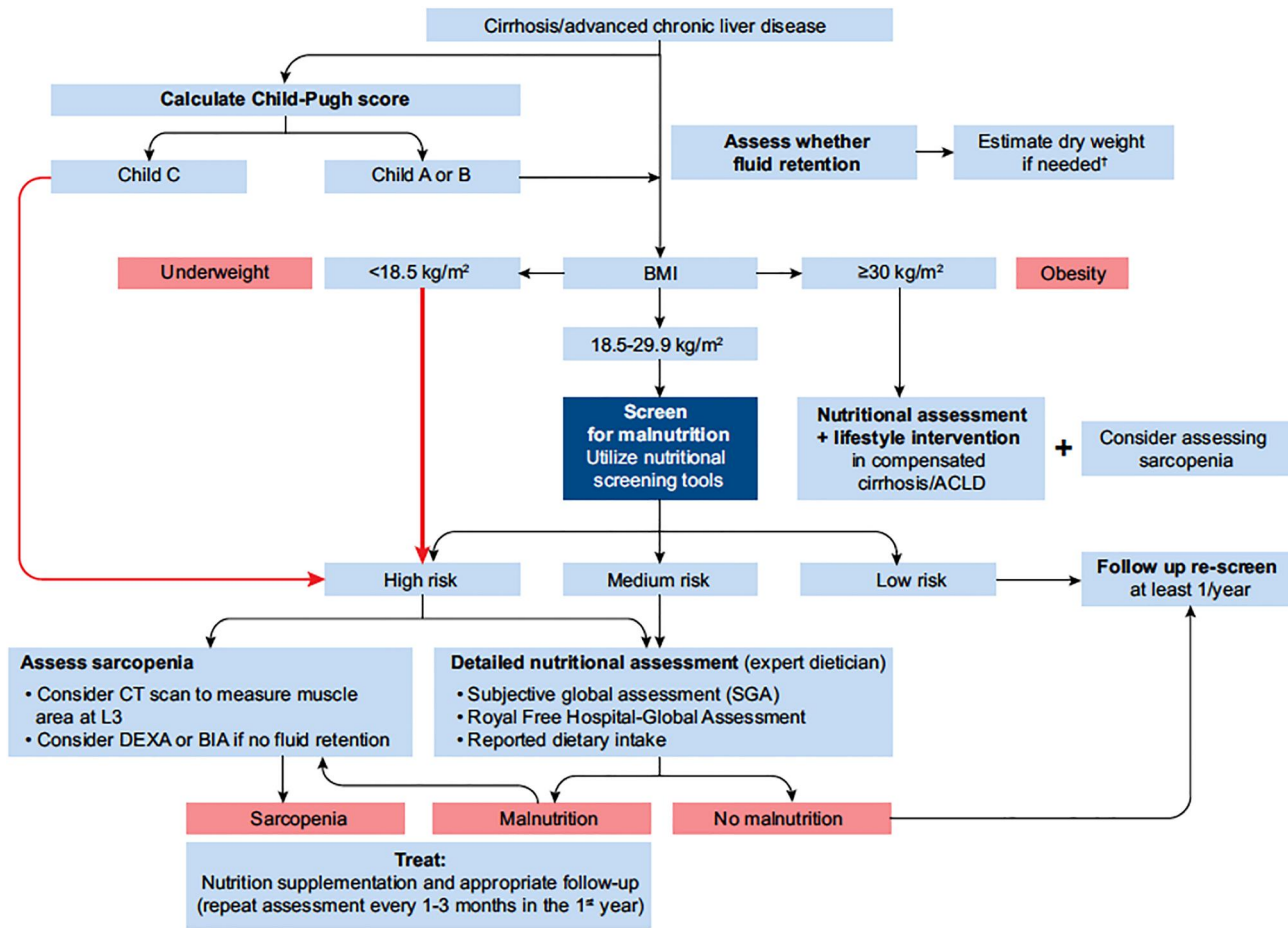 Cirrhosis/advanced chronic liver disease
Calculate Child-Pugh score
Assess whether
fluid retention
Estimate dry weight
if needed†
Child C
Child A or B
Underweight
<18.5 kg/m²
BMI
≥30 kg/m²
Obesity
18.5-29.9 kg/m²
Screen
for malnutrition
Utilize nutritional
screening tools
Nutritional assessment
+ lifestyle intervention
in compensated
cirrhosis/ACLD
+
Consider assessing
sarcopenia
High risk
Medium risk
Low risk
Follow up re-screen
at least 1/year
Assess sarcopenia
• Consider CT scan to measure muscle
area at L3
• Consider DEXA or BIA if no fluid retention
Detailed nutritional assessment (expert dietician)
• Subjective global assessment (SGA)
• Royal Free Hospital-Global Assessment
• Reported dietary intake
Sarcopenia
Malnutrition
No malnutrition
Treat:
Nutrition supplementation and appropriate follow-up
(repeat assessment every 1-3 months in the 1st year)